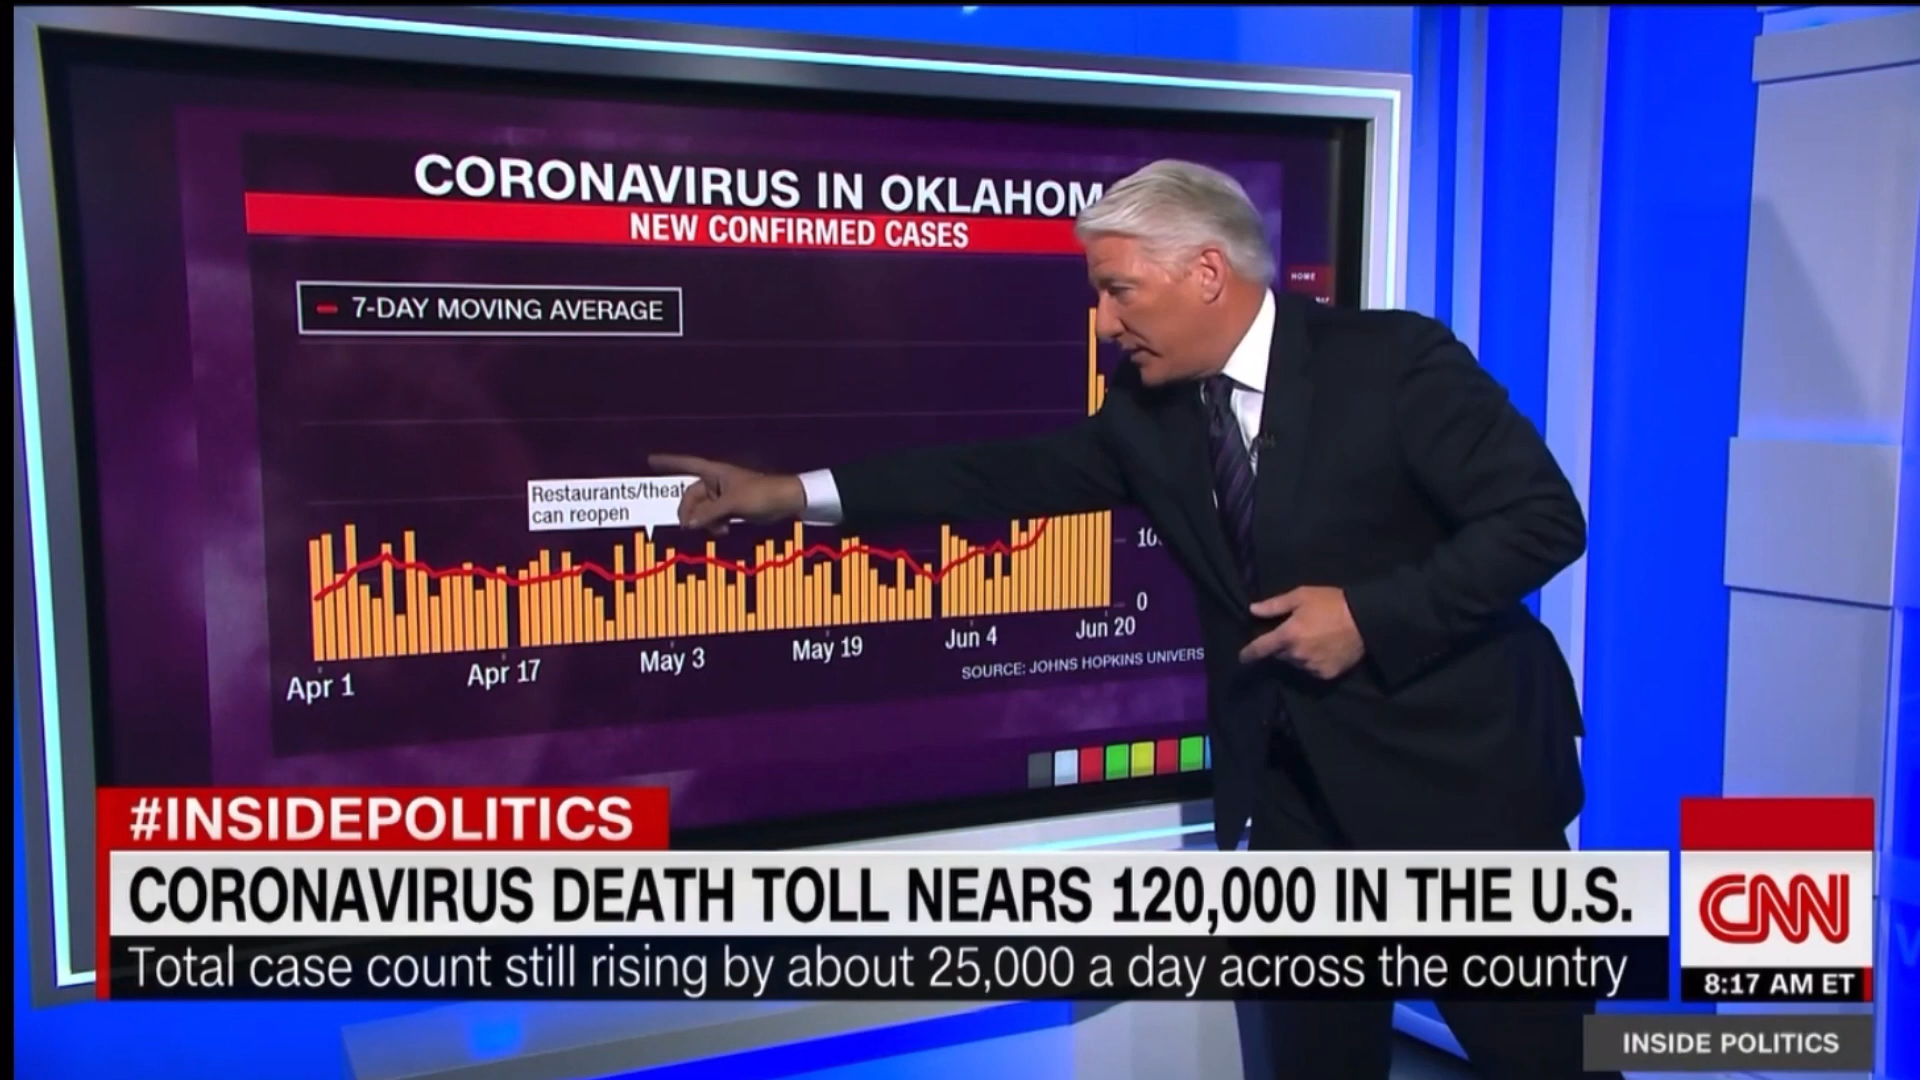 CORONAVIRUS IN OKLAHOM
NEW CONFIRMED CASES
HOME
7-DAY MOVING AVERAGE
Restaurants/theat
can reopen
10
0
Apr 1
Apr 17
May 3
May 19
Jun 4
Jun 20
SOURCE: JOHNS HOPKINS UNIVERS
#INSIDEPOLITICS
CORONAVIRUS DEATH TOLL NEARS 120,000 IN THE U.S.
Total case count still rising by about 25,000 a day across the country
CNN
8:17 AM ET
INSIDE POLITICS